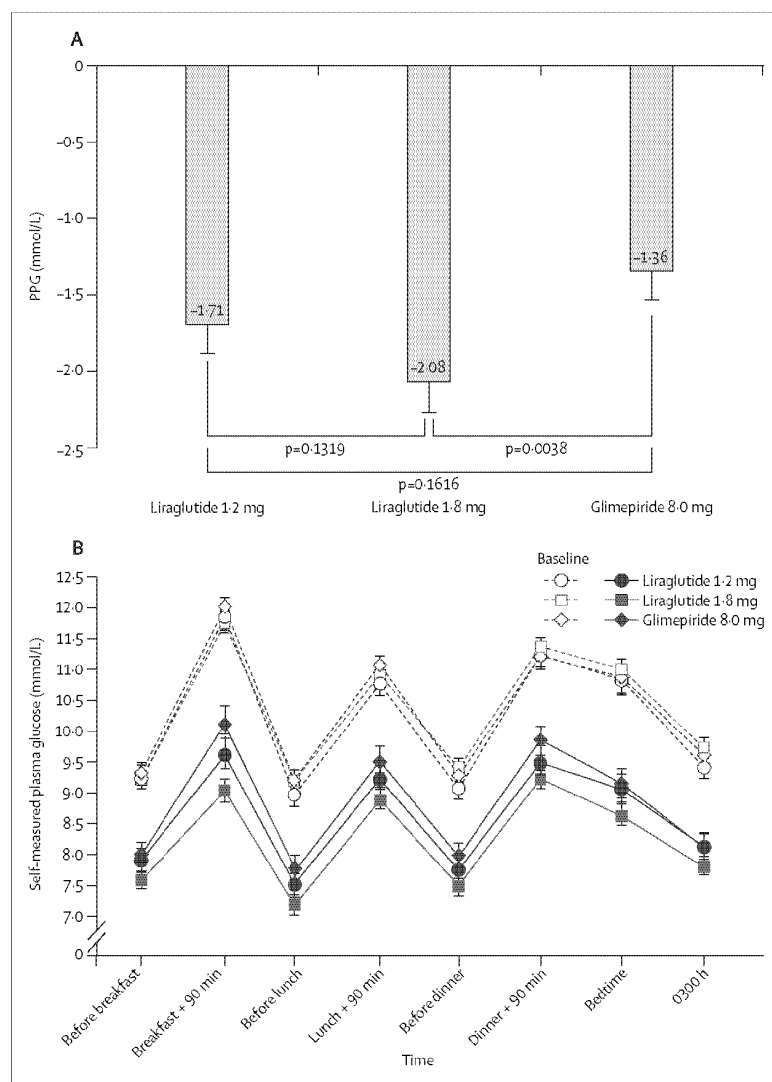 A
0
–0·5
–1·0
–1·5
–2·0
–2·5
PPG (mmol/L)
–1·71
–2·08
–1·36
p=0·1319
p=0·0038
p=0·1616
Liraglutide 1·2 mg
Liraglutide 1·8 mg
Glimepiride 8·0 mg
B
Baseline
Liraglutide 1·2 mg
Liraglutide 1·8 mg
Glimepiride 8·0 mg
12·5
12·0
11·5
11·0
10·5
10·0
9·5
9·0
8·5
8·0
7·5
7·0
0
Self-measured plasma glucose (mmol/L)
Before breakfast
Breakfast + 90 min
Before lunch
Lunch + 90 min
Before dinner
Dinner + 90 min
Bedtime
0300 h
Time